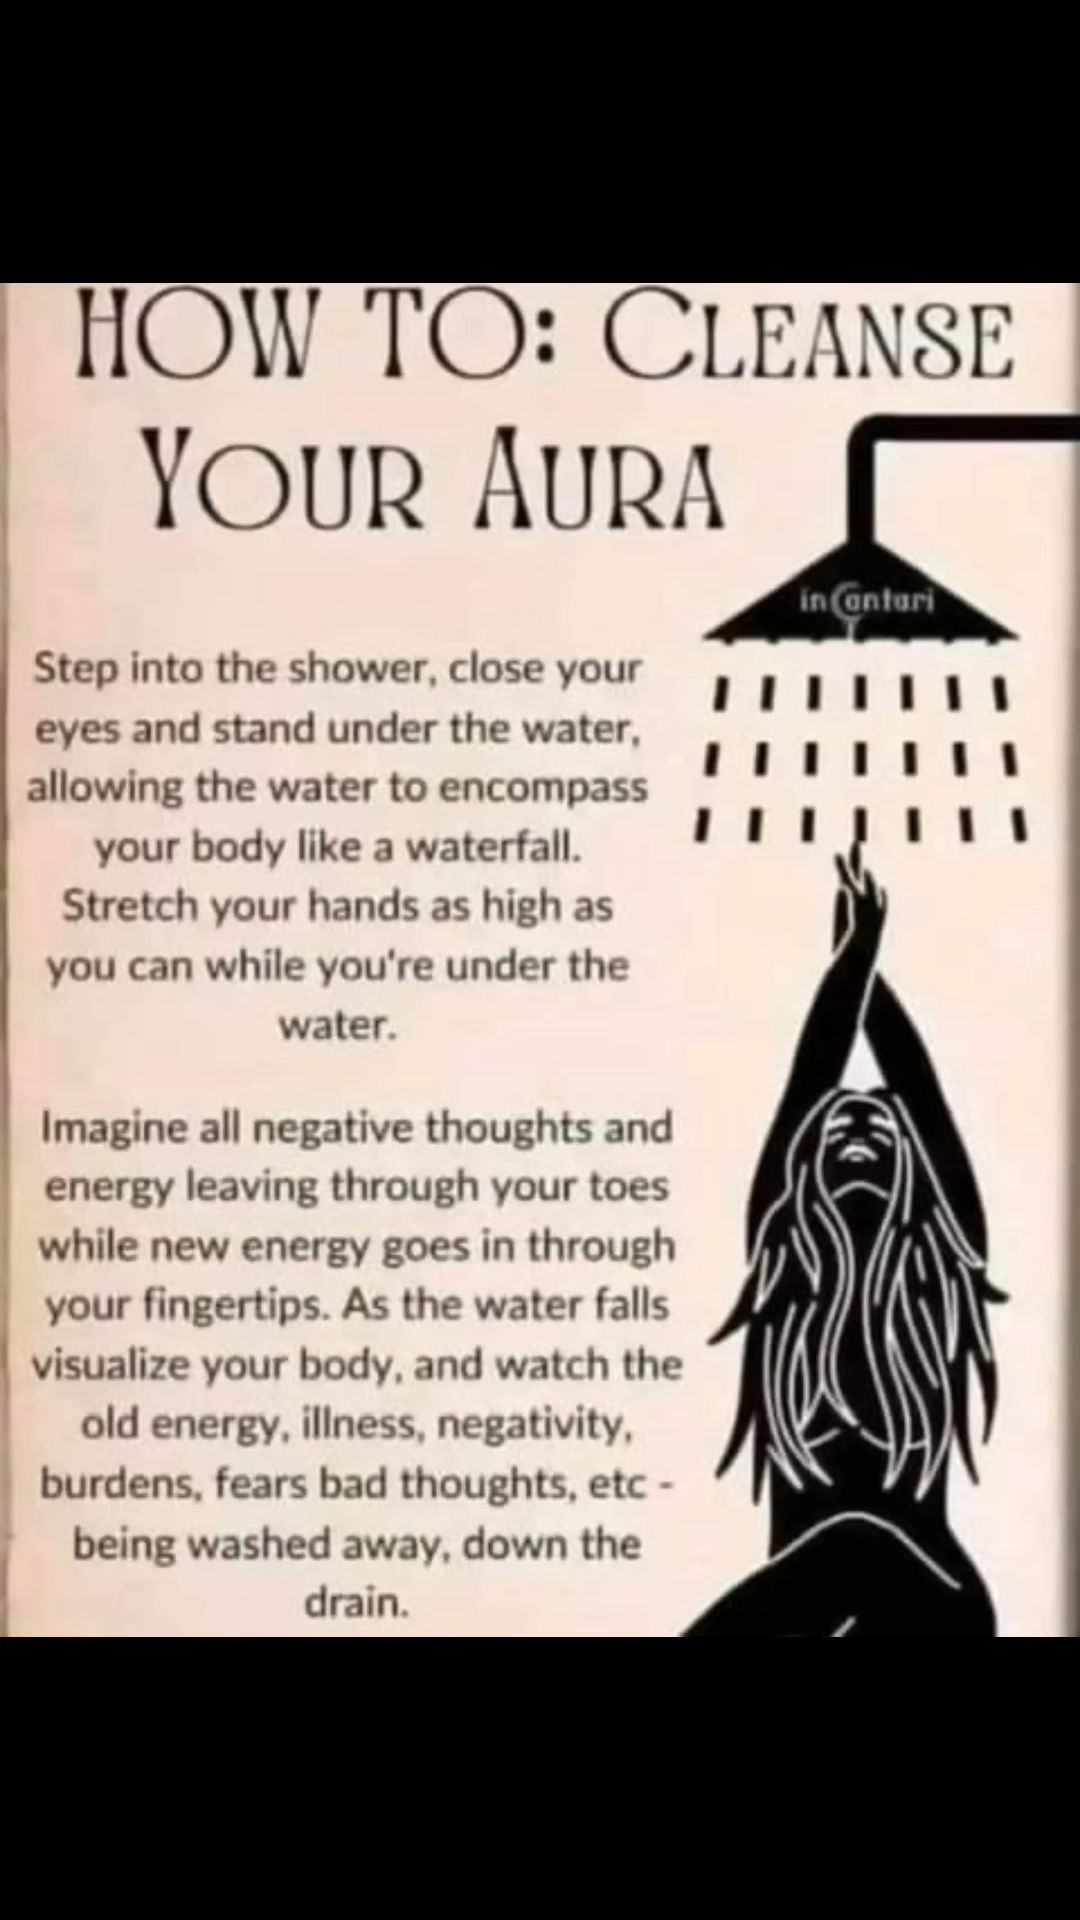 HOW TO: CLEANSE
YOUR AURA
inCantari
Step into the shower, close your
eyes and stand under the water,
allowing the water to encompass
your body like a waterfall.
Stretch your hands as high as
you can while you're under the
water.
Imagine all negative thoughts and
energy leaving through your toes
while new energy goes in through
your fingertips. As the water falls
visualize your body, and watch the
old energy, illness, negativity,
burdens, fears bad thoughts, etc -
being washed away, down the
drain.